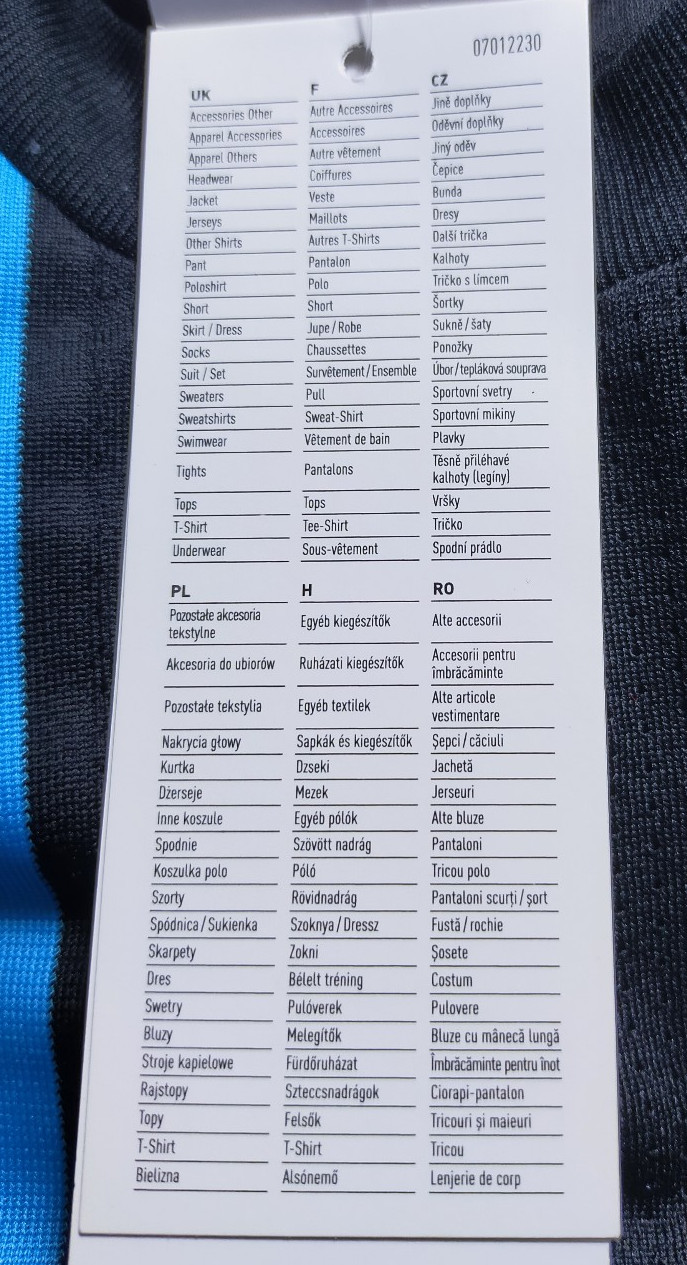 07012230
UK F CZ
Accessories Other Autre Accessoires Jině doplňky
Apparel Accessories Accessoires Oděvní doplňky
Apparel Others Autre vêtement Jiný oděv
Headwear Coiffures Čepice
Jacket Veste Bunda
Jerseys Maillots Dresy
Other Shirts Autres T-Shirts Další trička
Pant Pantalon Kalhoty
Poloshirt Polo Tričko s límcem
Short Short Šortky
Skirt / Dress Jupe / Robe Sukně / šaty
Socks Chaussettes Ponožky
Suit / Set Survêtement / Ensemble Úbor / tepláková souprava
Sweaters Pull Sportovní svetry
Sweatshirts Sweat-Shirt Sportovní mikiny
Swimwear Vêtement de bain Plavky
Tights Pantalons Těsně přiléhavé
kalhoty (legíny)
Tops Tops Vršky
T-Shirt Tee-Shirt Tričko
Underwear Sous-vêtement Spodní prádlo
PL H RO
Pozostałe akcesoria
tekstylne Egyéb kiegészítők Alte accesorii
Akcesoria do ubiorów Ruházati kiegészítők Accesorii pentru
îmbrăcăminte
Pozostałe tekstylia Egyéb textilek Alte articole
vestimentare
Nakrycia głowy Sapkák és kiegészítők Şepci / căciuli
Kurtka Dzseki Jachetă
Dżerseje Mezek Jerseuri
Inne koszule Egyéb pólók Alte bluze
Spodnie Szövött nadrág Pantaloni
Koszulka polo Póló Tricou polo
Szorty Rövidnadrág Pantaloni scurţi / şort
Spódnica / Sukienka Szoknya / Dressz Fustă / rochie
Skarpety Zokni Şosete
Dres Bélelt tréning Costum
Swetry Pulóverek Pulovere
Bluzy Melegítők Bluze cu mânecă lungă
Stroje kapielowe Fürdőruházat Îmbrăcăminte pentru înot
Rajstopy Szteccsnadrágok Ciorapi-pantalon
Topy Felsők Tricouri şi maieuri
T-Shirt T-Shirt Tricou
Bielizna Alsónemő Lenjerie de corp